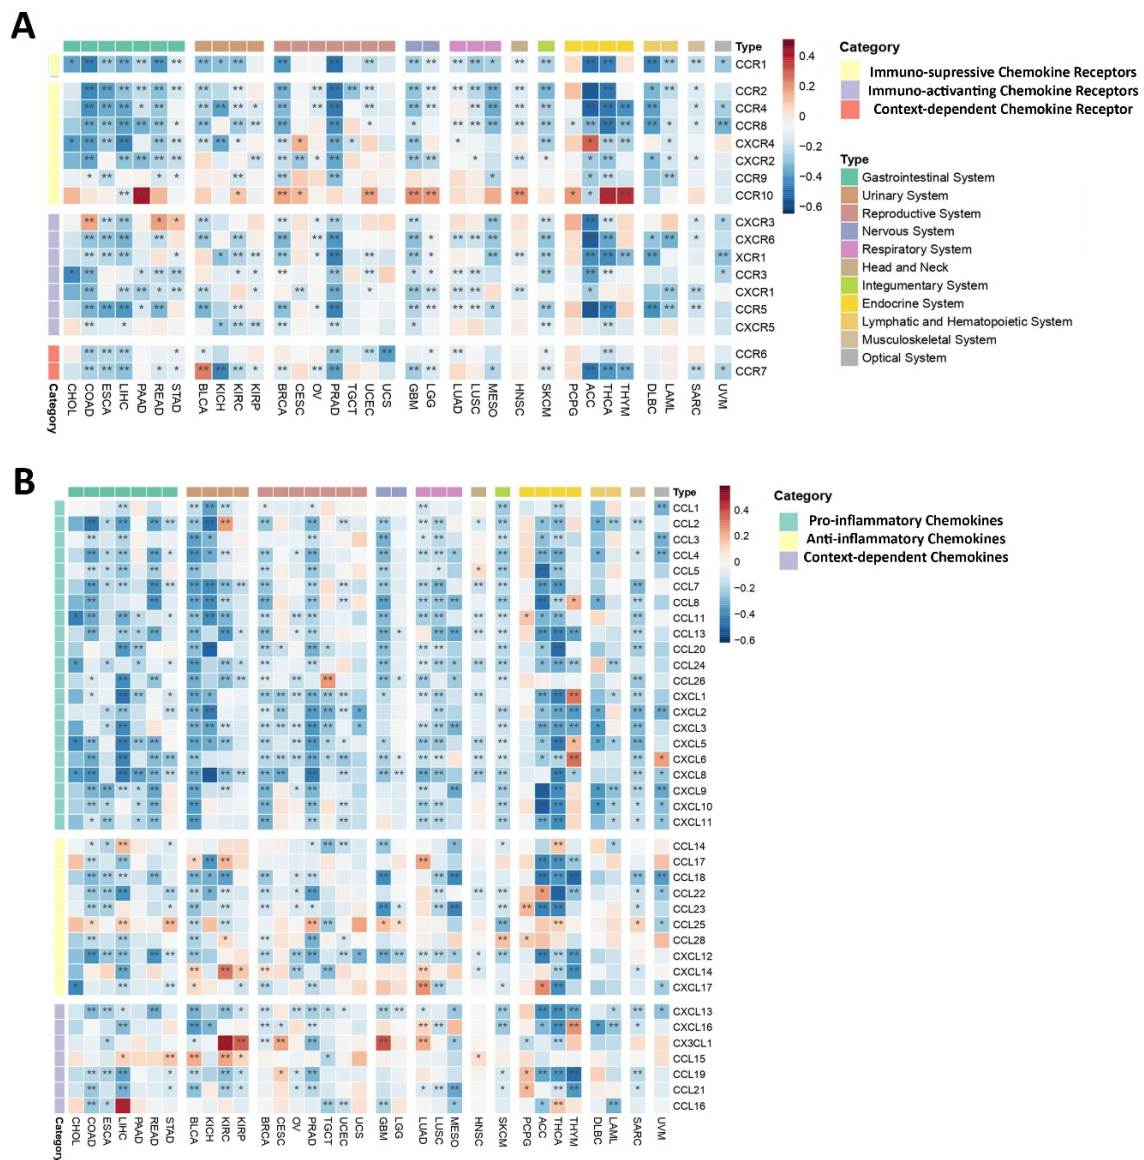 A
Type
CCR1
CCR2
CCR4
CCR8
CXCR4
CXCR2
CCR9
CCR10
CXCR3
CXCR6
XCR1
CCR3
CXCR1
CCR5
CXCR5
CCR6
CCR7
Category CHOL COAD ESCA LIHC PAAD READ STAD BLCA KICH KIRC KIRP BRCA CESC OV PRAD TGCT UCEC UCS GBM LGG LUAD LUSC MESO HNSC SKCM PCPG ACC THCA THYM DLBC LAML SARC UVM
0.4
0.2
0
−0.2
−0.4
−0.6
Category
Immuno-supressive Chemokine Receptors
Immuno-activanting Chemokine Receptors
Context-dependent Chemokine Receptor
Type
Gastrointestinal System
Urinary System
Reproductive System
Nervous System
Respiratory System
Head and Neck
Integumentary System
Endocrine System
Lymphatic and Hematopoietic System
Musculoskeletal System
Optical System
B
Type
CCL1
CCL2
CCL3
CCL4
CCL5
CCL7
CCL8
CCL11
CCL13
CCL20
CCL24
CCL26
CXCL1
CXCL2
CXCL3
CXCL5
CXCL6
CXCL8
CXCL9
CXCL10
CXCL11
CCL14
CCL17
CCL18
CCL22
CCL23
CCL25
CCL28
CXCL12
CXCL14
CXCL17
CXCL13
CXCL16
CX3CL1
CCL15
CCL19
CCL21
CCL16
Category CHOL COAD ESCA LIHC PAAD READ STAD BLCA KICH KIRC KIRP BRCA CESC OV PRAD TGCT UCEC UCS GBM LGG LUAD LUSC MESO HNSC SKCM PCPG ACC THCA THYM DLBC LAML SARC UVM
0.4
0.2
0
−0.2
−0.4
−0.6
Category
Pro-inflammatory Chemokines
Anti-inflammatory Chemokines
Context-dependent Chemokines